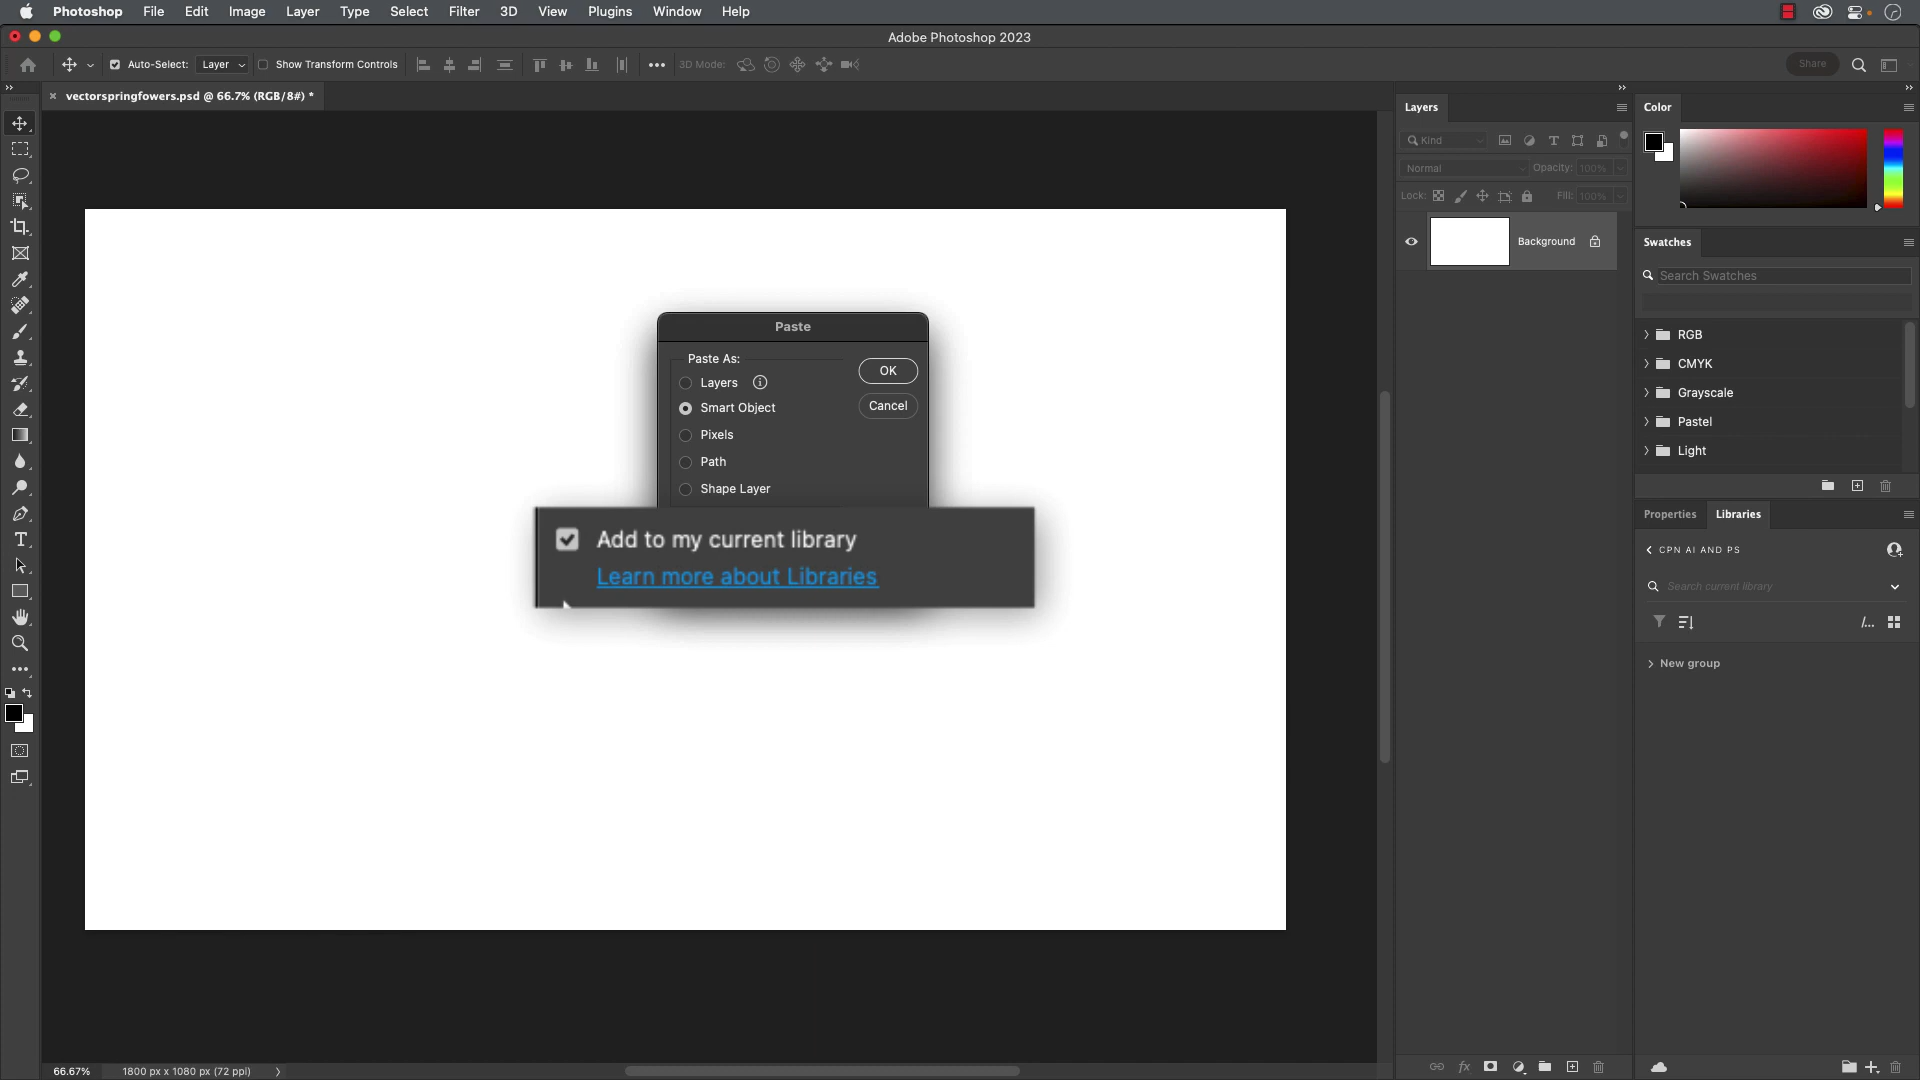 Photoshop File Edit Image Layer Type Select Filter 3D View Plugins Window Help
Adobe Photoshop 2023
Auto-Select: Layer Show Transform Controls 3D Mode: Share
vectorspringfowers.psd @ 66.7% (RGB/8#) *
Layers
Kind
Normal Opacity: 100%
Lock: Fill: 100%
Background
Color
Swatches
Search Swatches
RGB
CMYK
Grayscale
Pastel
Light
Properties Libraries
CPN AI AND PS
Search current library
/...
New group
Paste
Paste As:
Layers
Smart Object
Pixels
Path
Shape Layer
OK
Cancel
Add to my current library
Learn more about Libraries
fx
66.67% 1800 px x 1080 px (72 ppi)